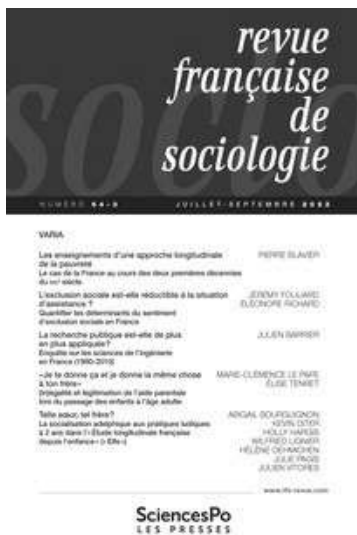 revue
française
de
sociologie
socio
NUMÉRO 64-3 JUILLET-SEPTEMBRE 2023
VARIA
Les enseignements d'une approche longitudinale PIERRE BLAVIER
de la pauvreté
Le cas de la France au cours des deux premières décennies
du XXIe siècle
L'exclusion sociale est-elle réductible à la situation JÉRÉMY FOUILLARD
d'assistance ? ÉLÉONORE RICHARD
Quantifier les déterminants du sentiment
d'exclusion sociale en France
La recherche publique est-elle de plus JULIEN BARRIER
en plus appliquée ?
Enquête sur les sciences de l'ingénierie
en France (1990-2010)
«Je te donne ça et je donne la même chose MARIE-CLÉMENCE LE PAPE
à ton frère» ÉLISE TENRET
(In)égalité et légitimation de l'aide parentale
lors du passage des enfants à l'âge adulte
Telle sœur, tel frère ? ABIGAIL BOURGUIGNON
La socialisation adelphique aux pratiques ludiques KEVIN DITER
à 2 ans dans l'«Étude longitudinale française HOLLY HARGIS
depuis l'enfance» («Elfe») WILFRIED LIGNIER
HÉLÈNE OEHMICHEN
JULIE PAGIS
JULIEN VITORES
www.rfs-revue.com
SciencesPo
LES PRESSES